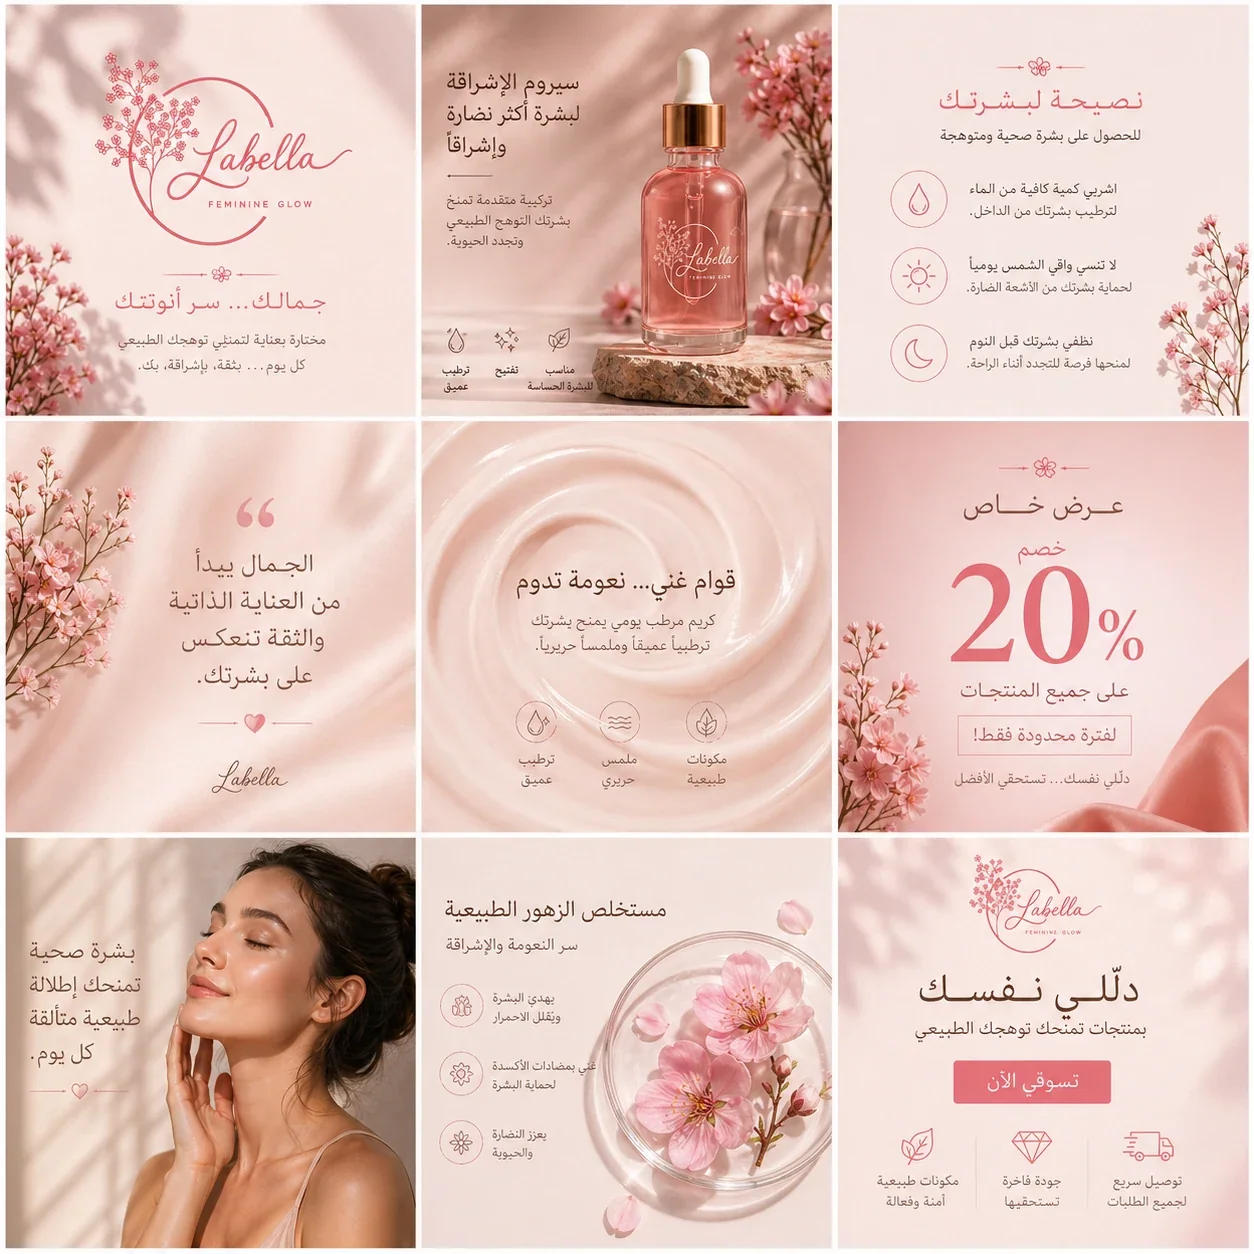 Labella
FEMININE GLOW
جمالك... سر أنوثتك
مختارة بعناية لتمنحكي توهجك الطبيعي
كل يوم... بثقة، بإشراقة، بك.
سيروم الإشراقة
لبشرة أكثر نضارة
وإشراقاً
تركيبية متقدمة تمنح
بشرتك التوهج الطبيعي
وتجدد الحيوية.
ترطيب
عميق
تفتيح
مناسب
للبشرة الحساسة
Labella
FEMININE GLOW
نصيحة لبشرتك
للحصول على بشرة صحية ومتوهجة
اشربي كمية كافية من الماء
لترطيب بشرتك من الداخل.
لا تنسي واقي الشمس يومياً
لحماية بشرتك من الأشعة الضارة.
نظفي بشرتك قبل النوم
لمنحها فرصة للتجدد أثناء الراحة.
“
الجمال يبدأ
من العناية الذاتية
والثقة تنعكس
على بشرتك.
Labella
قوام غني... نعومة تدوم
كريم مرطب يومي يمنح بشرتك
ترطيباً عميقاً وملمساً حريرياً.
مكونات
طبيعية
ملمس
حريري
ترطيب
عميق
عرض خاص
خصم
20%
على جميع المنتجات
لفترة محدودة فقط!
دلّلي نفسك... تستحقي الأفضل
بشرة صحية
تمنحك إطلالة
طبيعية متألقة
كل يوم.
مستخلص الزهور الطبيعية
سر النعومة والإشراقة
يهدئ البشرة
ويقلل الاحمرار
غني بمضادات الأكسدة
لحماية البشرة
يعزز النضارة
والحيوية
Labella
FEMININE GLOW
دلّلي نفسك
بمنتجات تمنحك توهجك الطبيعي
تسوقي الآن
توصيل سريع
لجميع الطلبات
جودة فاخرة
تستحقيها
مكونات طبيعية
آمنة وفعالة